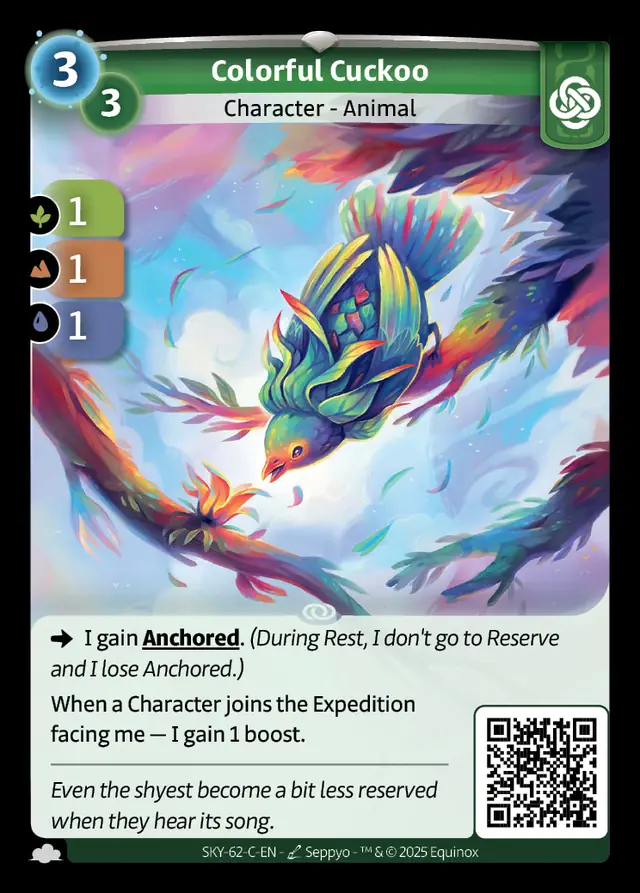 3
Colorful Cuckoo
3
Character - Animal
1
1
1
I gain Anchored. (During Rest, I don't go to Reserve
and I lose Anchored.)
When a Character joins the Expedition
facing me — I gain 1 boost.
Even the shyest become a bit less reserved
when they hear its song.
SKY-62-C-EN - Seppyo - ™ & © 2025 Equinox